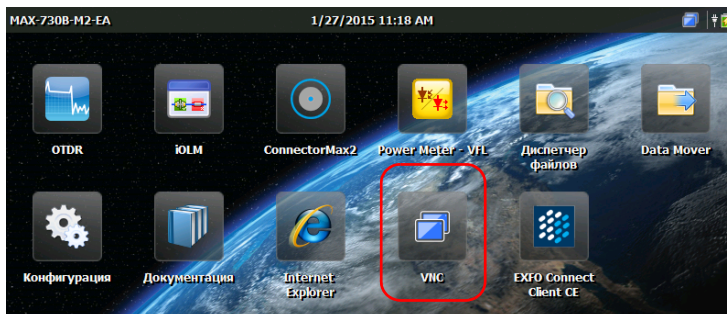 MAX-730B-M2-EA 1/27/2015 11:18 AM
OTDR iOLM ConnectorMax2 Power Meter - VFL Диспетчер файлов Data Mover
Конфигурация Документация Internet Explorer VNC EXFO Connect Client CE